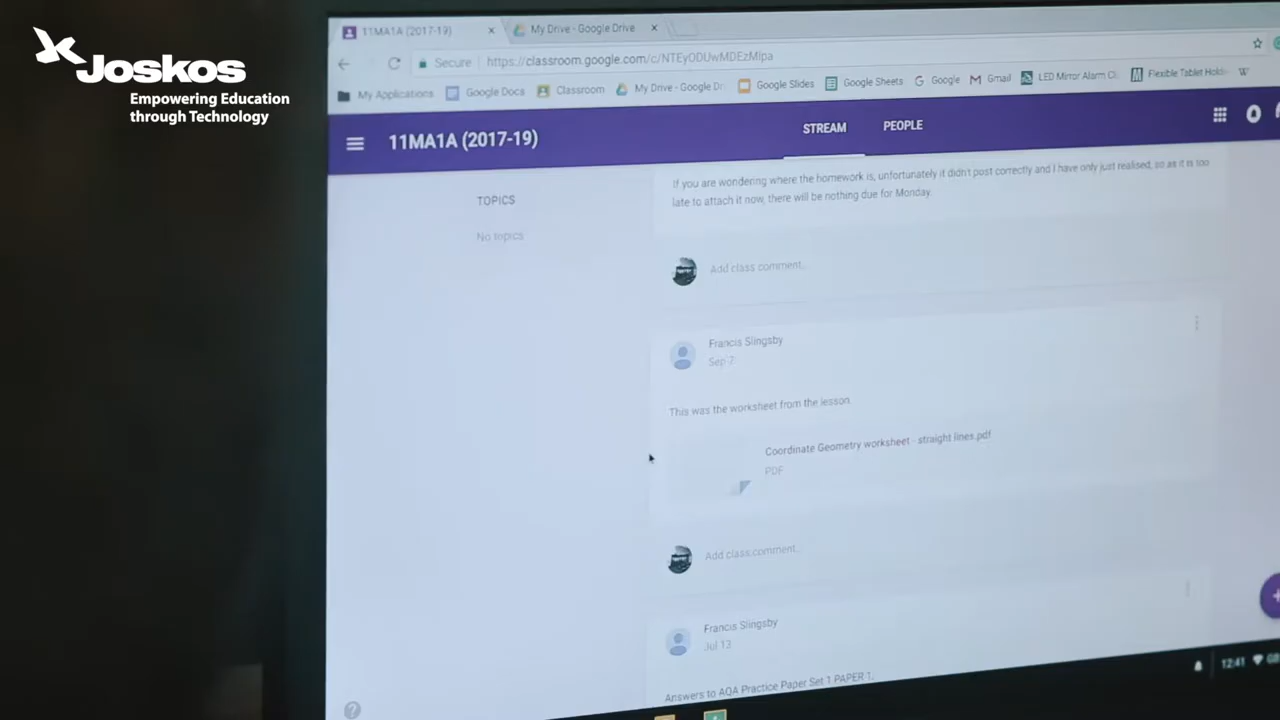 Joskos
Empowering Education
through Technology
11MA1A (2017-19)
My Drive - Google Drive
Secure
https://classroom.google.com/c/NTEyODUwMDEzMlpa
My Applications
Google Docs
Classroom
My Drive - Google Dr
Google Slides
Google Sheets
Google
Gmail
LED Mirror Alarm Cl
Flexible Tablet Hold
11MA1A (2017-19)
STREAM
PEOPLE
TOPICS
No topics
If you are wondering where the homework is, unfortunately it didn't post correctly and I have only just realised, so as it is too
late to attach it now, there will be nothing due for Monday.
Add class comment...
Francis Slingsby
Sep 7
This was the worksheet from the lesson.
Coordinate Geometry worksheet - straight lines.pdf
PDF
Add class comment...
Francis Slingsby
Jul 13
Answers to AQA Practice Paper Set 1 PAPER 1.
12:41